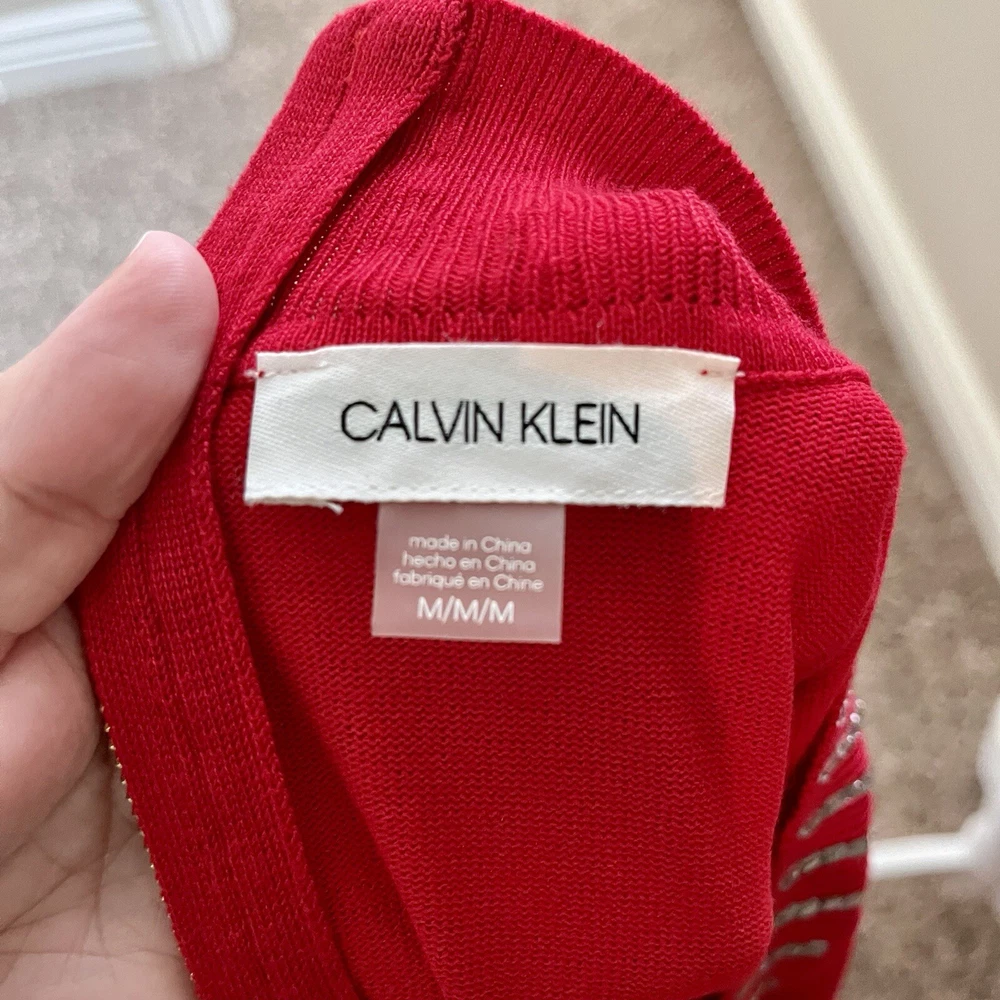 CALVIN KLEIN
made in China
hecho en China
fabriqué en Chine
M/M/M